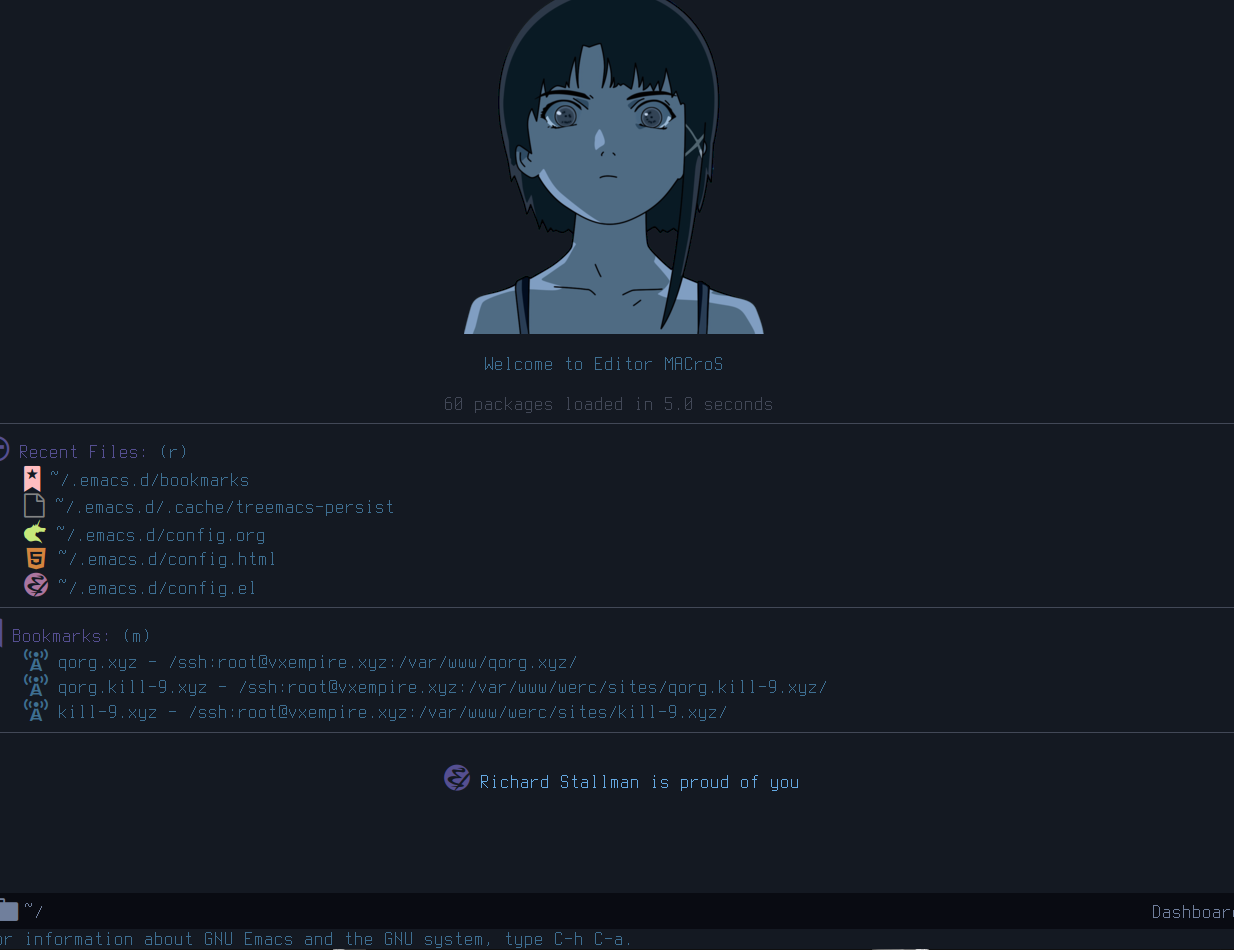 Welcome to Editor MACroS
60 packages loaded in 5.0 seconds
Recent Files: (r)
~/.emacs.d/bookmarks
~/.emacs.d/.cache/treemacs-persist
~/.emacs.d/config.org
~/.emacs.d/config.html
~/.emacs.d/config.el
Bookmarks: (m)
qorg.xyz - /ssh:root@vxempire.xyz:/var/www/qorg.xyz/
qorg.kill-9.xyz - /ssh:root@vxempire.xyz:/var/www/werc/sites/qorg.kill-9.xyz/
kill-9.xyz - /ssh:root@vxempire.xyz:/var/www/werc/sites/kill-9.xyz/
Richard Stallman is proud of you
~/ Dashboar
or information about GNU Emacs and the GNU system, type C-h C-a.